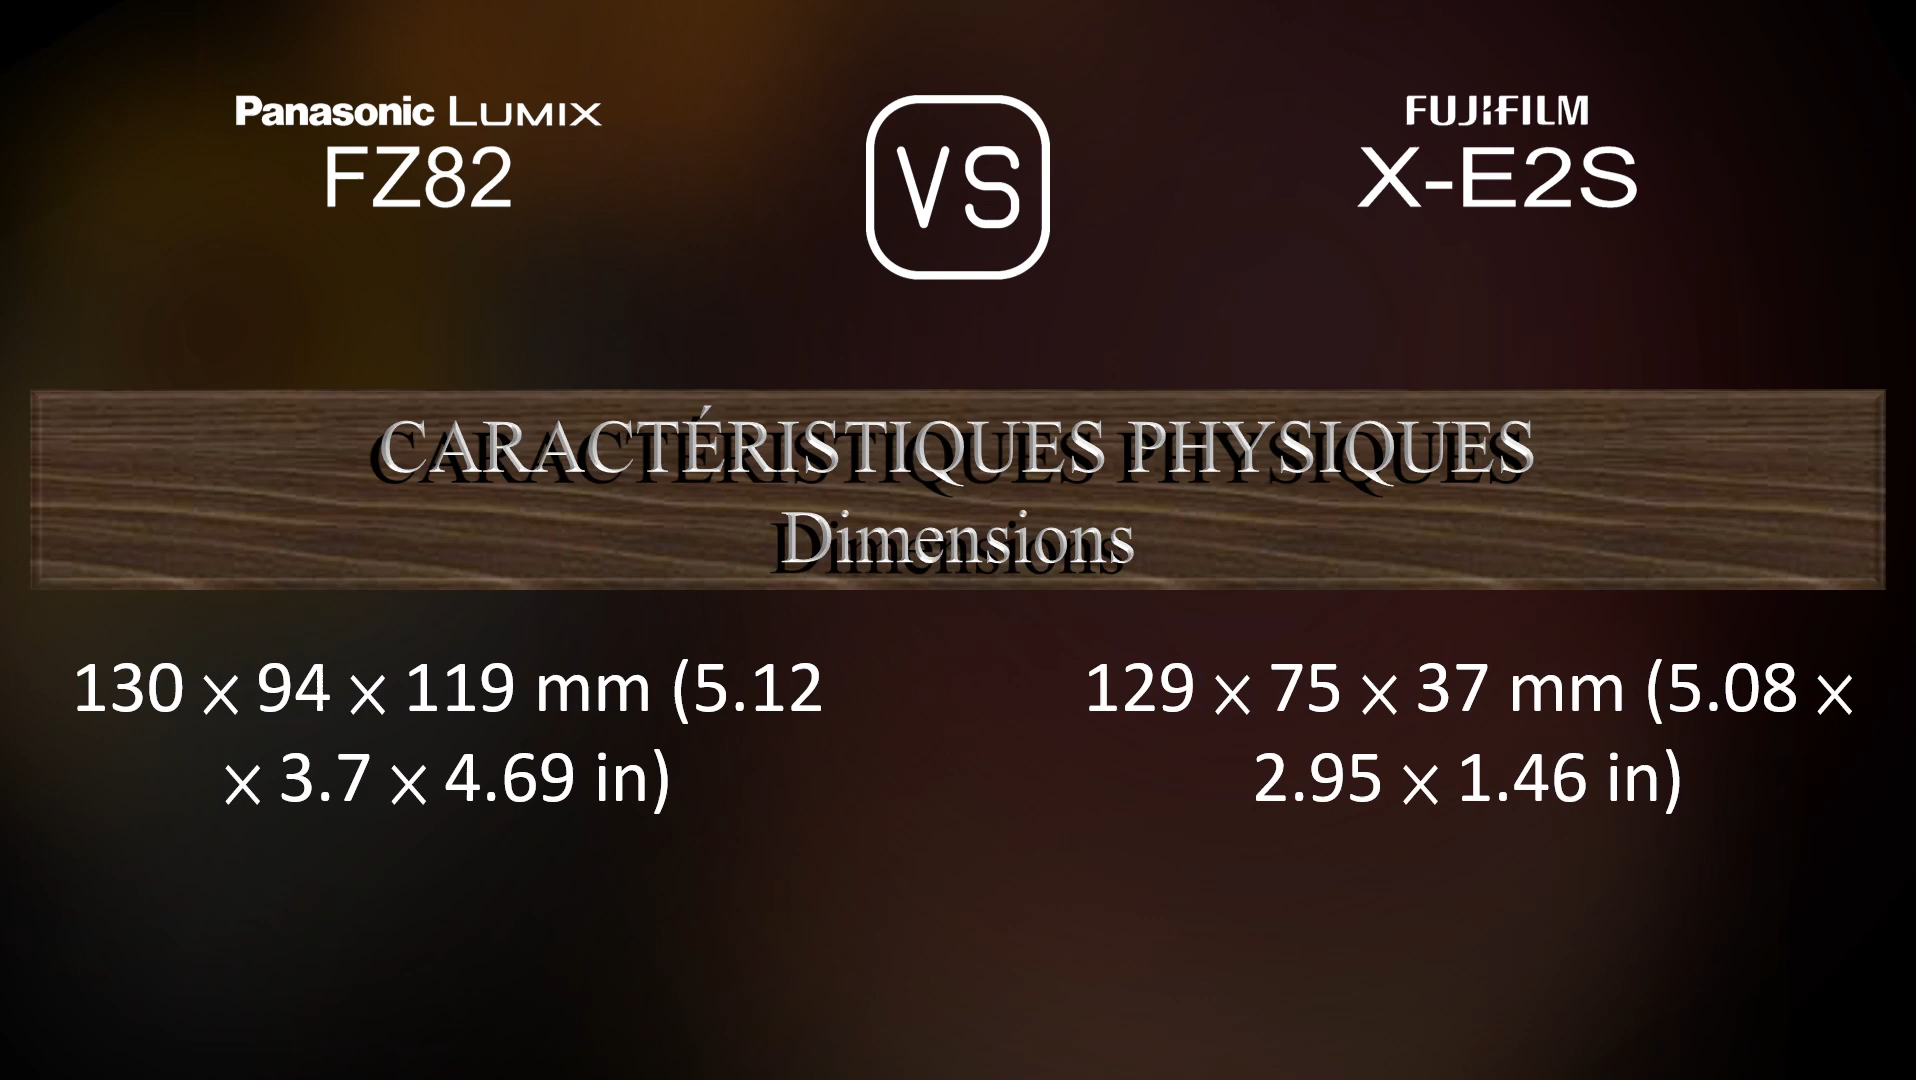 Panasonic LUMIX
FZ82
VS
FUJIFILM
X-E2S
CARACTÉRISTIQUES PHYSIQUES
Dimensions
130 x 94 x 119 mm (5.12
x 3.7 x 4.69 in)
129 x 75 x 37 mm (5.08 x
2.95 x 1.46 in)